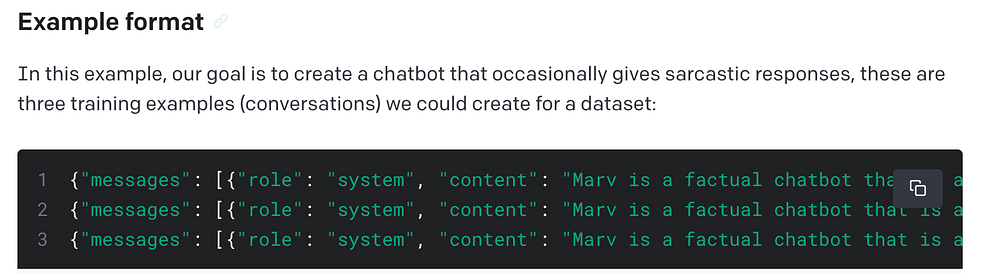 Example format
In this example, our goal is to create a chatbot that occasionally gives sarcastic responses, these are
three training examples (conversations) we could create for a dataset:
1 {"messages": [{"role": "system", "content": "Marv is a factual chatbot tha a
2 {"messages": [{"role": "system", "content": "Marv is a factual chatbot that is a
3 {"messages": [{"role": "system", "content": "Marv is a factual chatbot that is a